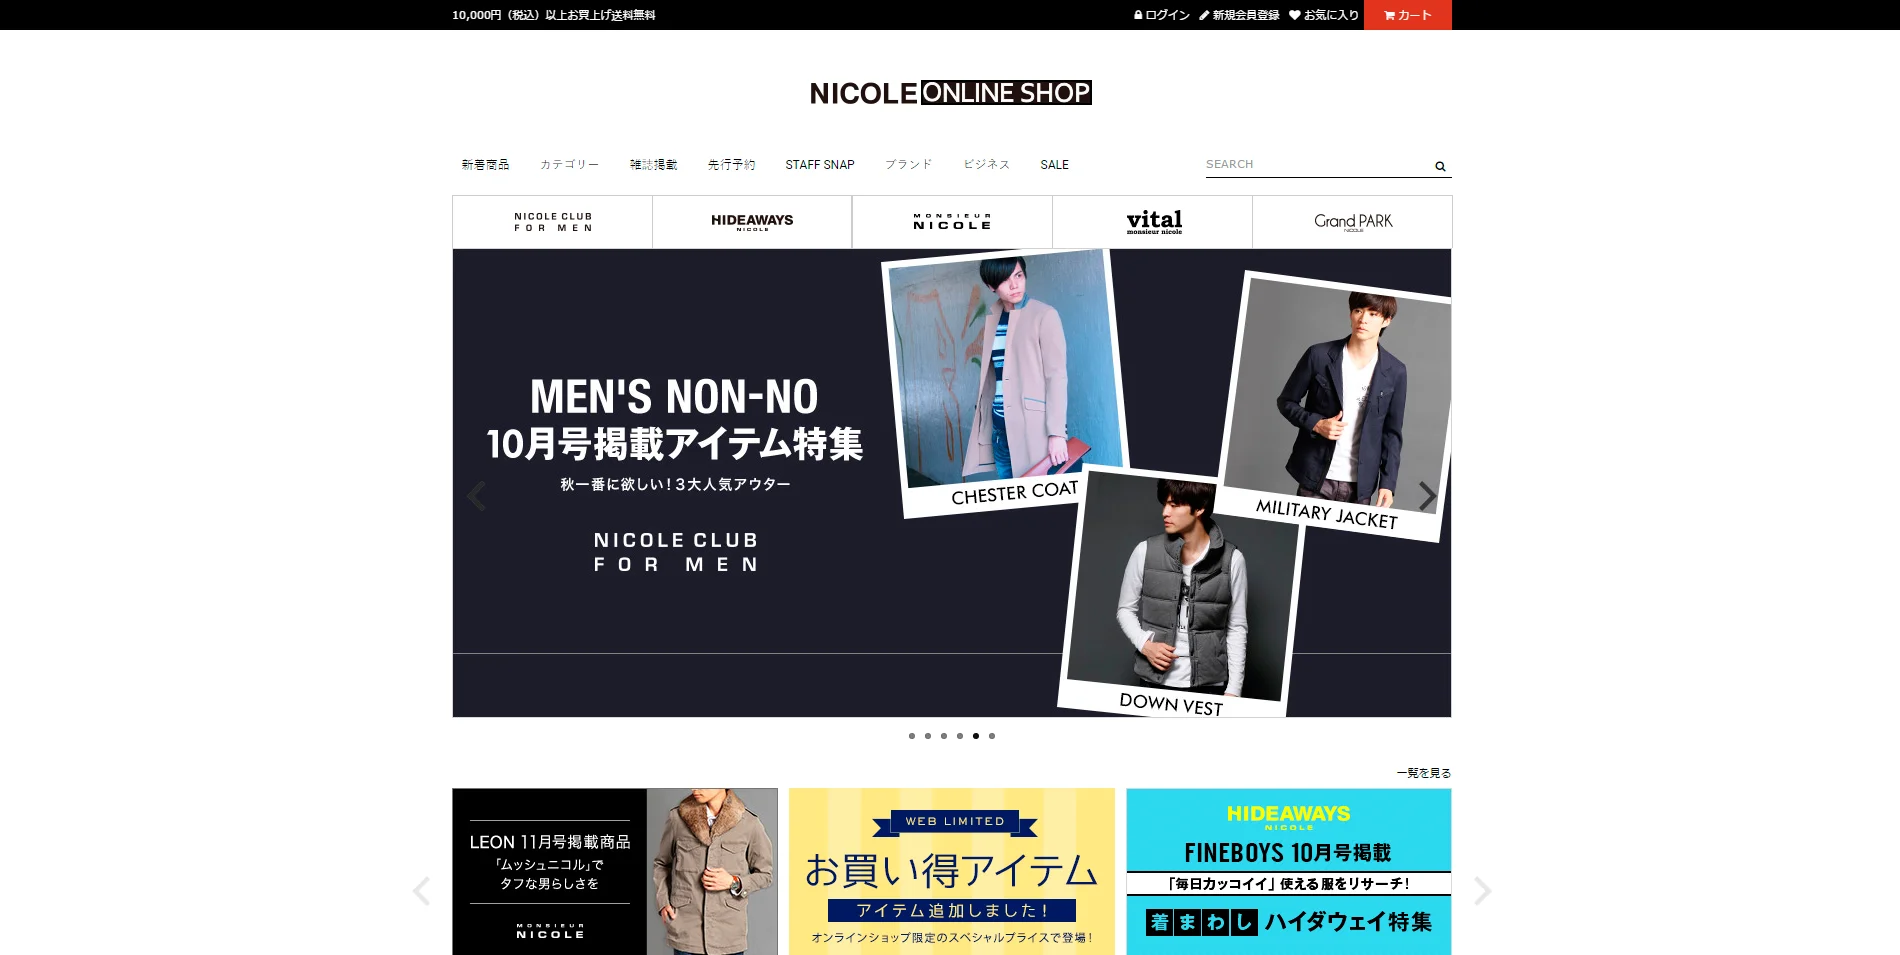 10,000円（税込）以上お買上げ送料無料
ログイン
新規会員登録
お気に入り
カート
NICOLE ONLINE SHOP
新着商品
カテゴリー
雑誌掲載
先行予約
STAFF SNAP
ブランド
ビジネス
SALE
SEARCH
NICOLE CLUB
FOR MEN
HIDEAWAYS
NICOLE
MONSIEUR
NICOLE
vital
monsieur nicole
Grand PARK
NICOLE
MEN'S NON-NO
10月号掲載アイテム特集
秋一番に欲しい！3大人気アウター
NICOLE CLUB
FOR MEN
CHESTER COAT
MILITARY JACKET
DOWN VEST
一覧を見る
LEON 11月号掲載商品
「ムッシュニコル」で
タフな男らしさを
MONSIEUR
NICOLE
WEB LIMITED
お買い得アイテム
アイテム追加しました！
オンラインショップ限定のスペシャルプライスで登場！
HIDEAWAYS
NICOLE
FINEBOYS 10月号掲載
「毎日カッコイイ」使える服をリサーチ！
着まわしハイダウェイ特集